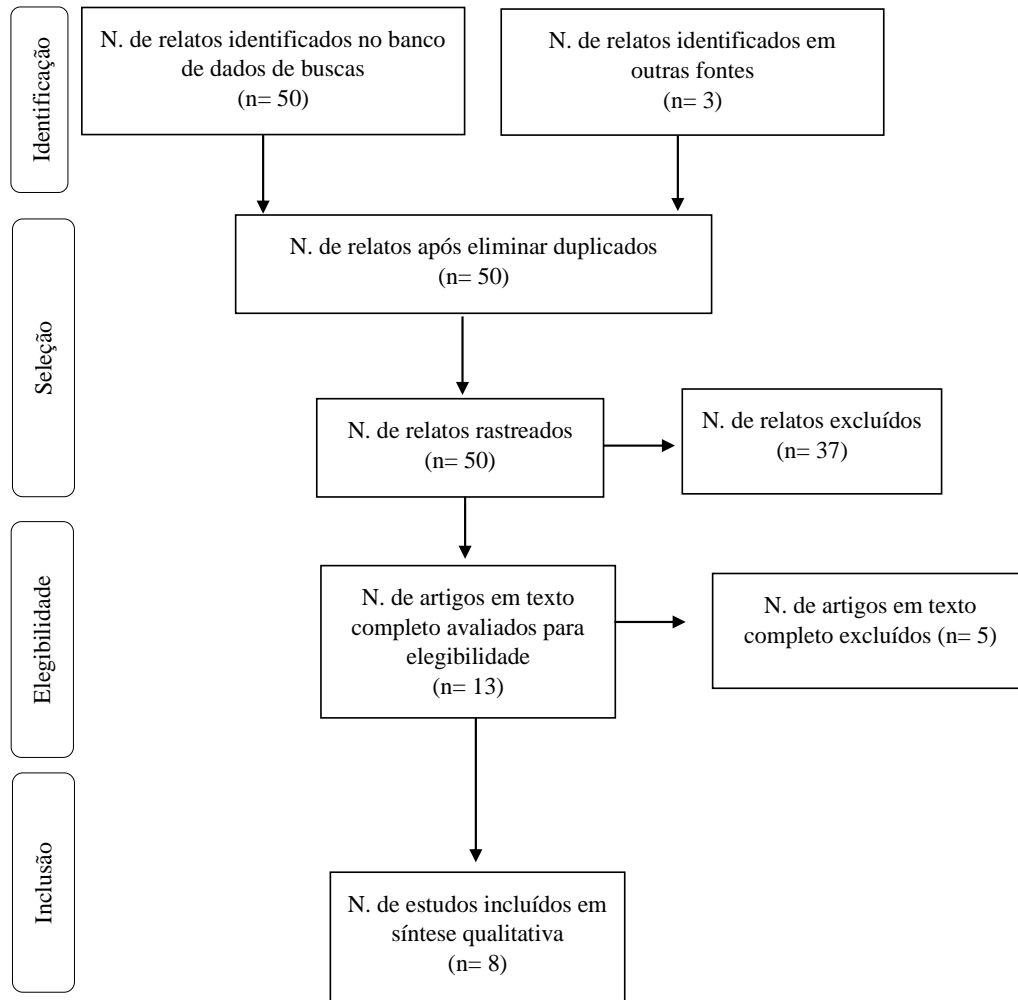 Identificação
N. de relatos identificados no banco
de dados de buscas
(n= 50)
N. de relatos identificados em
outras fontes
(n= 3)
Seleção
N. de relatos após eliminar duplicados
(n= 50)
N. de relatos rastreados
(n= 50)
N. de relatos excluídos
(n= 37)
Elegibilidade
N. de artigos em texto
completo avaliados para
elegibilidade
(n= 13)
N. de artigos em texto
completo excluídos (n= 5)
Inclusão
N. de estudos incluídos em
síntese qualitativa
(n= 8)